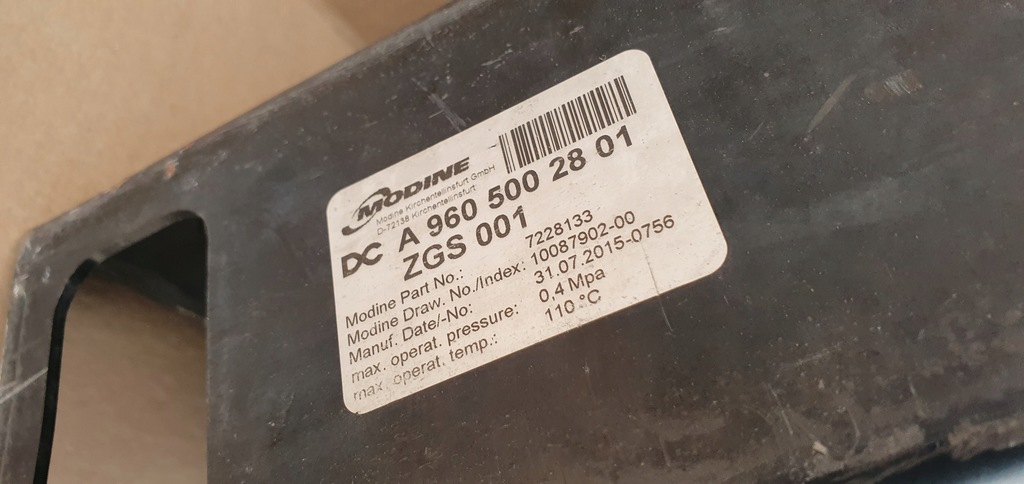 MODINE
Modine Kirchentellinsfurt GmbH
D-72138 Kirchentellinsfurt
DC A 960 500 28 01
ZGS 001
Modine Part No.: 7228133
Modine Draw. No./Index: 10087902-00
Manuf. Date/-No: 31.07.2015-0756
max. operat. pressure: 0,4 Mpa
max. operat. temp.: 110 °C